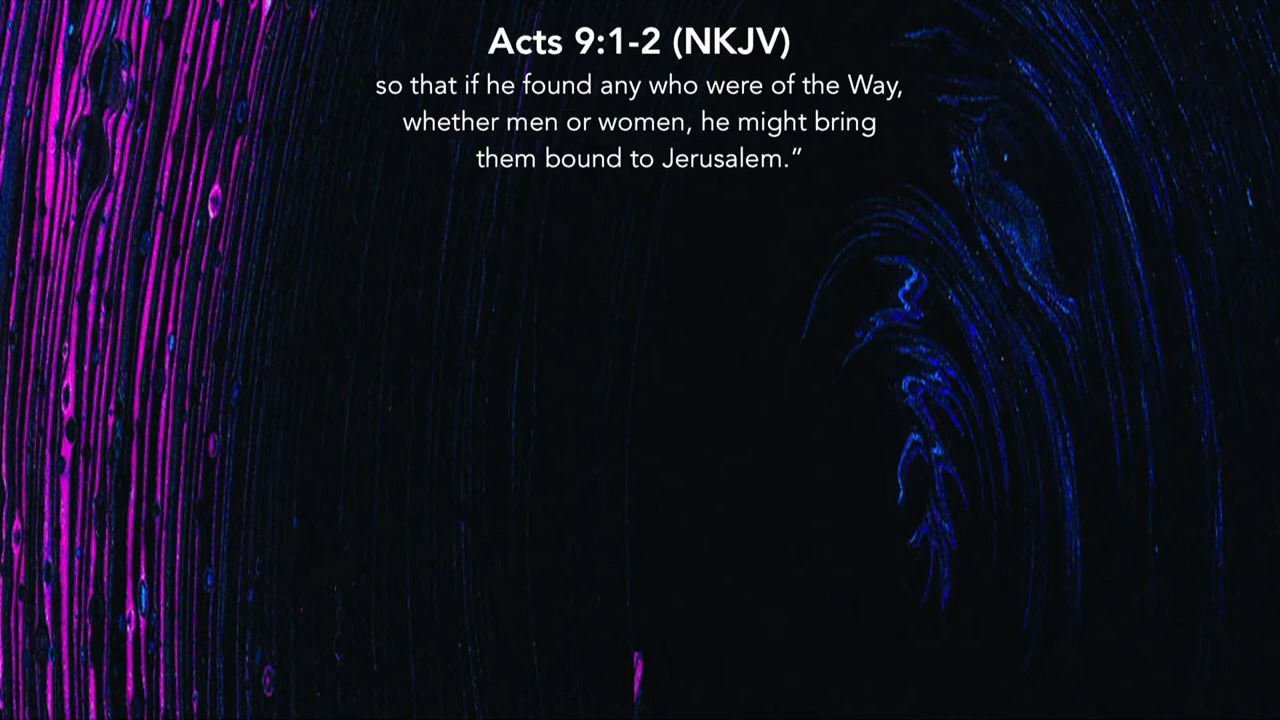 Acts 9:1-2 (NKJV)
so that if he found any who were of the Way,
whether men or women, he might bring
them bound to Jerusalem.”